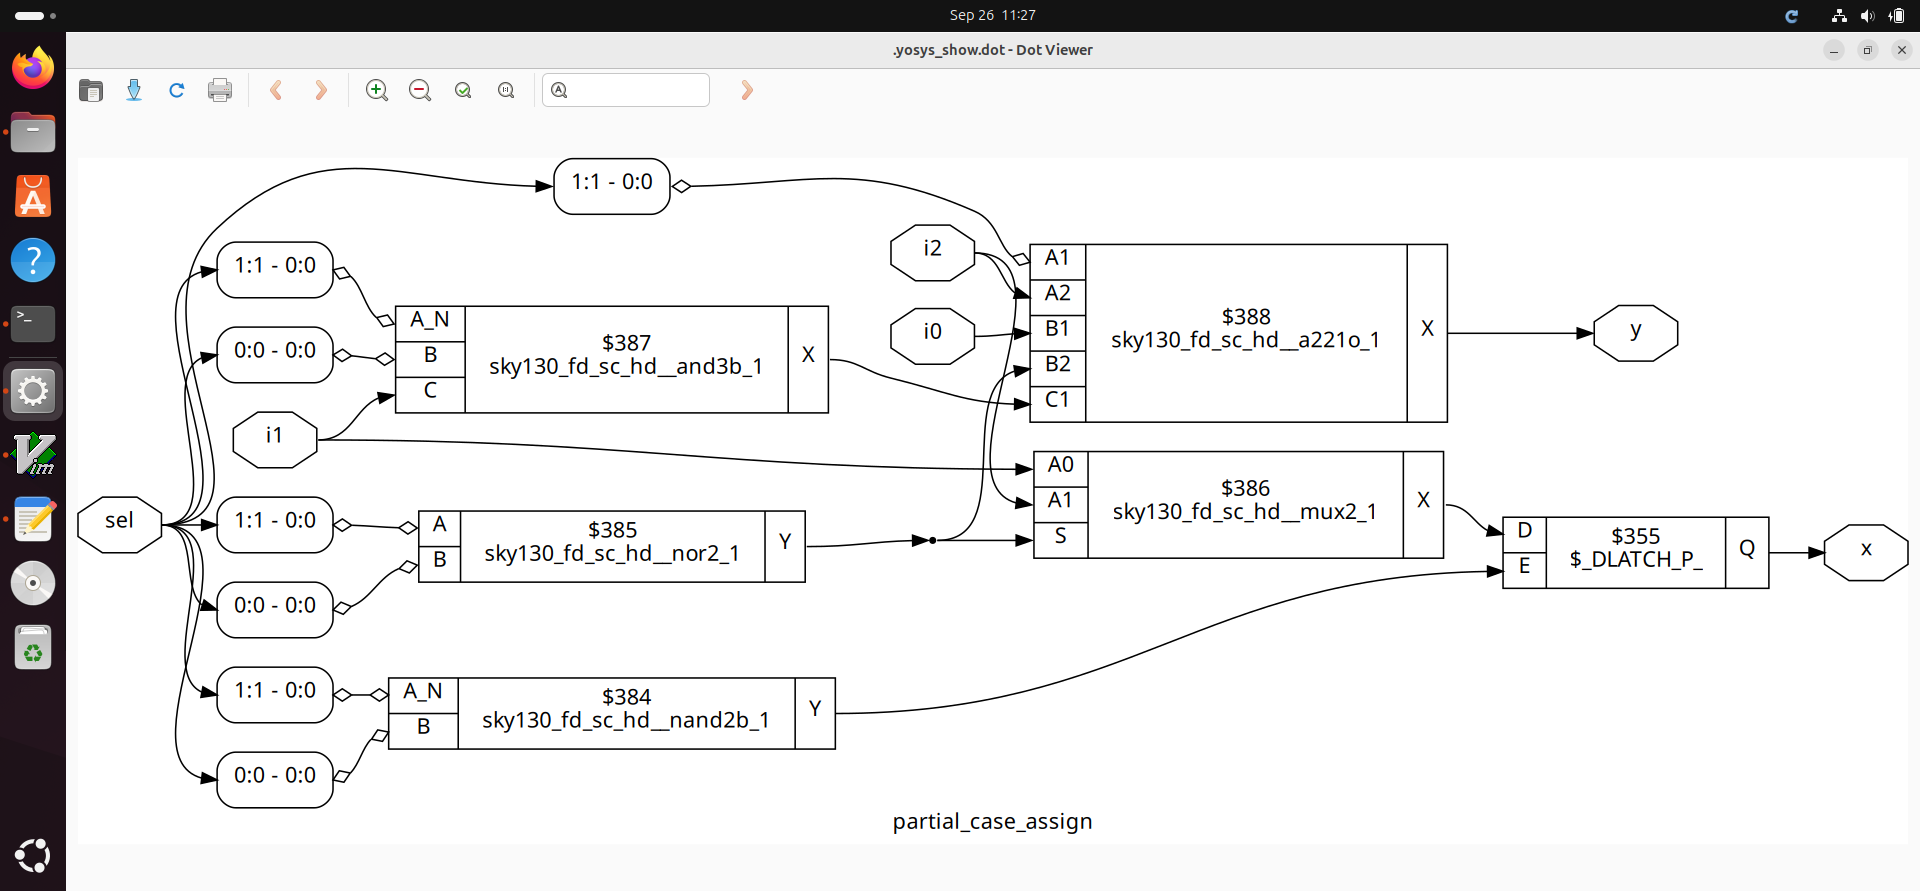 Sep 26 11:27
.yosys_show.dot - Dot Viewer
1:1 - 0:0
1:1 - 0:0
0:0 - 0:0
i1
sel
1:1 - 0:0
0:0 - 0:0
1:1 - 0:0
0:0 - 0:0
A_N
B
C
$387
sky130_fd_sc_hd__and3b_1
X
A
B
$385
sky130_fd_sc_hd__nor2_1
Y
A_N
B
$384
sky130_fd_sc_hd__nand2b_1
Y
i2
i0
A1
A2
B1
B2
C1
$388
sky130_fd_sc_hd__a221o_1
X
y
A0
A1
S
$386
sky130_fd_sc_hd__mux2_1
X
D
E
$355
$_DLATCH_P_
Q
x
partial_case_assign
>_
Vim